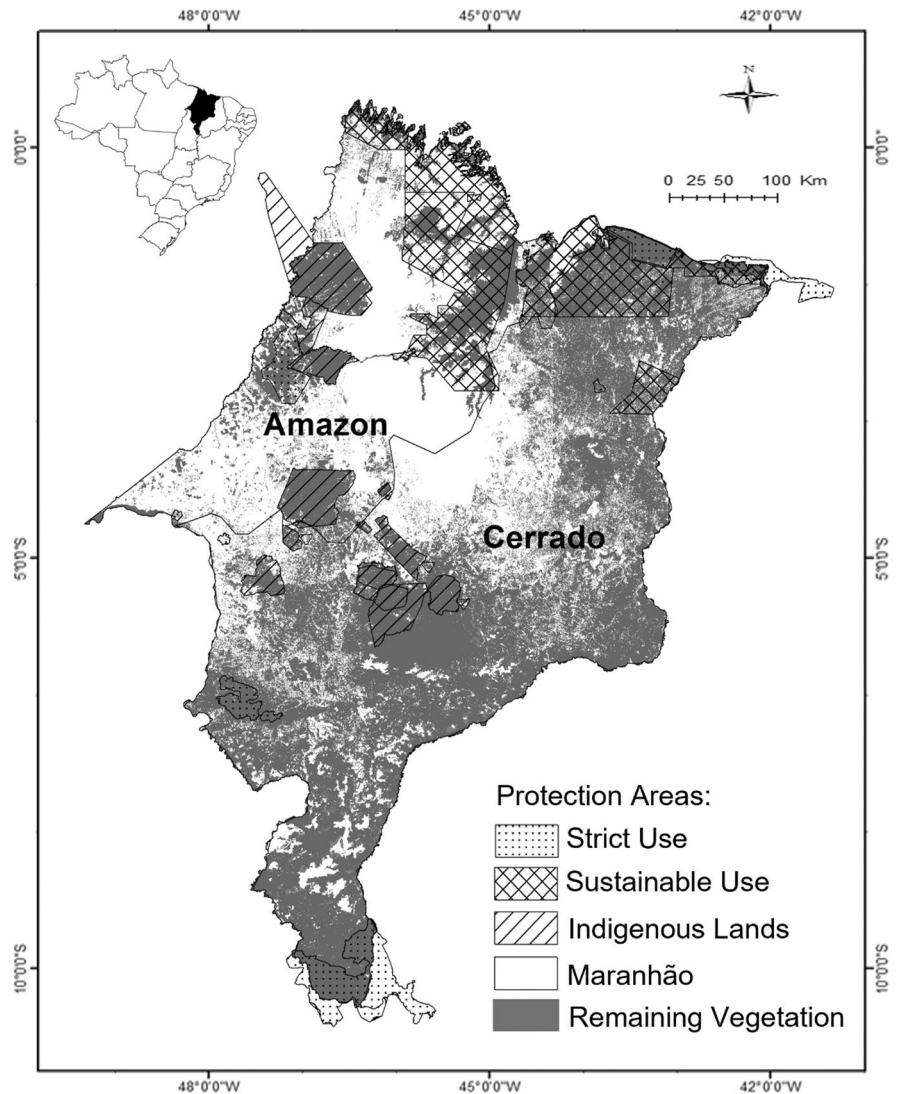 48°0'0"W 45°0'0"W 42°0'0"W
N
0°0'0"
0°0'0"
0 25 50 100 Km
Amazon
Cerrado
5°0'0"S
5°0'0"S
Protection Areas:
Strict Use
Sustainable Use
Indigenous Lands
Maranhão
Remaining Vegetation
10°0'0"S
10°0'0"S
48°0'0"W 45°0'0"W 42°0'0"W